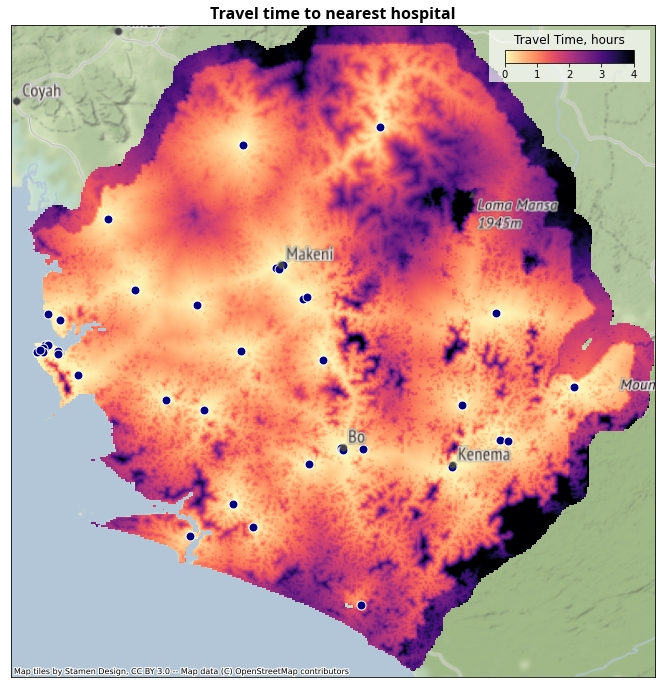 Travel time to nearest hospital
Travel Time, hours
0 1 2 3 4
Coyah
Loma Mansa
1945m
Makeni
Moun
Bo
Kenema
Map tiles by Stamen Design, CC BY 3.0 -- Map data (C) OpenStreetMap contributors